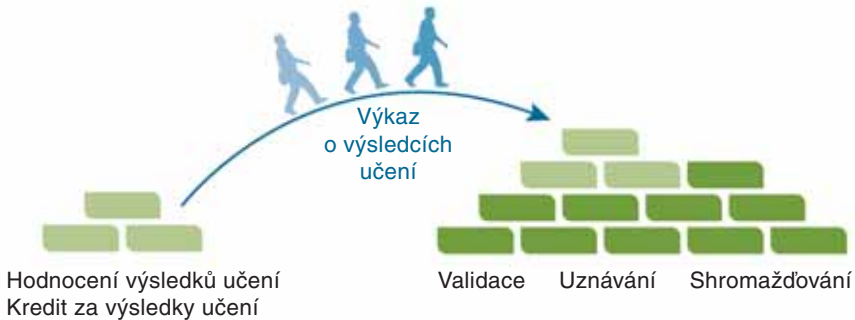 Výkaz
o výsledcích
učení
Hodnocení výsledků učení
Kredit za výsledky učení
Validace Uznávání Shromažďování